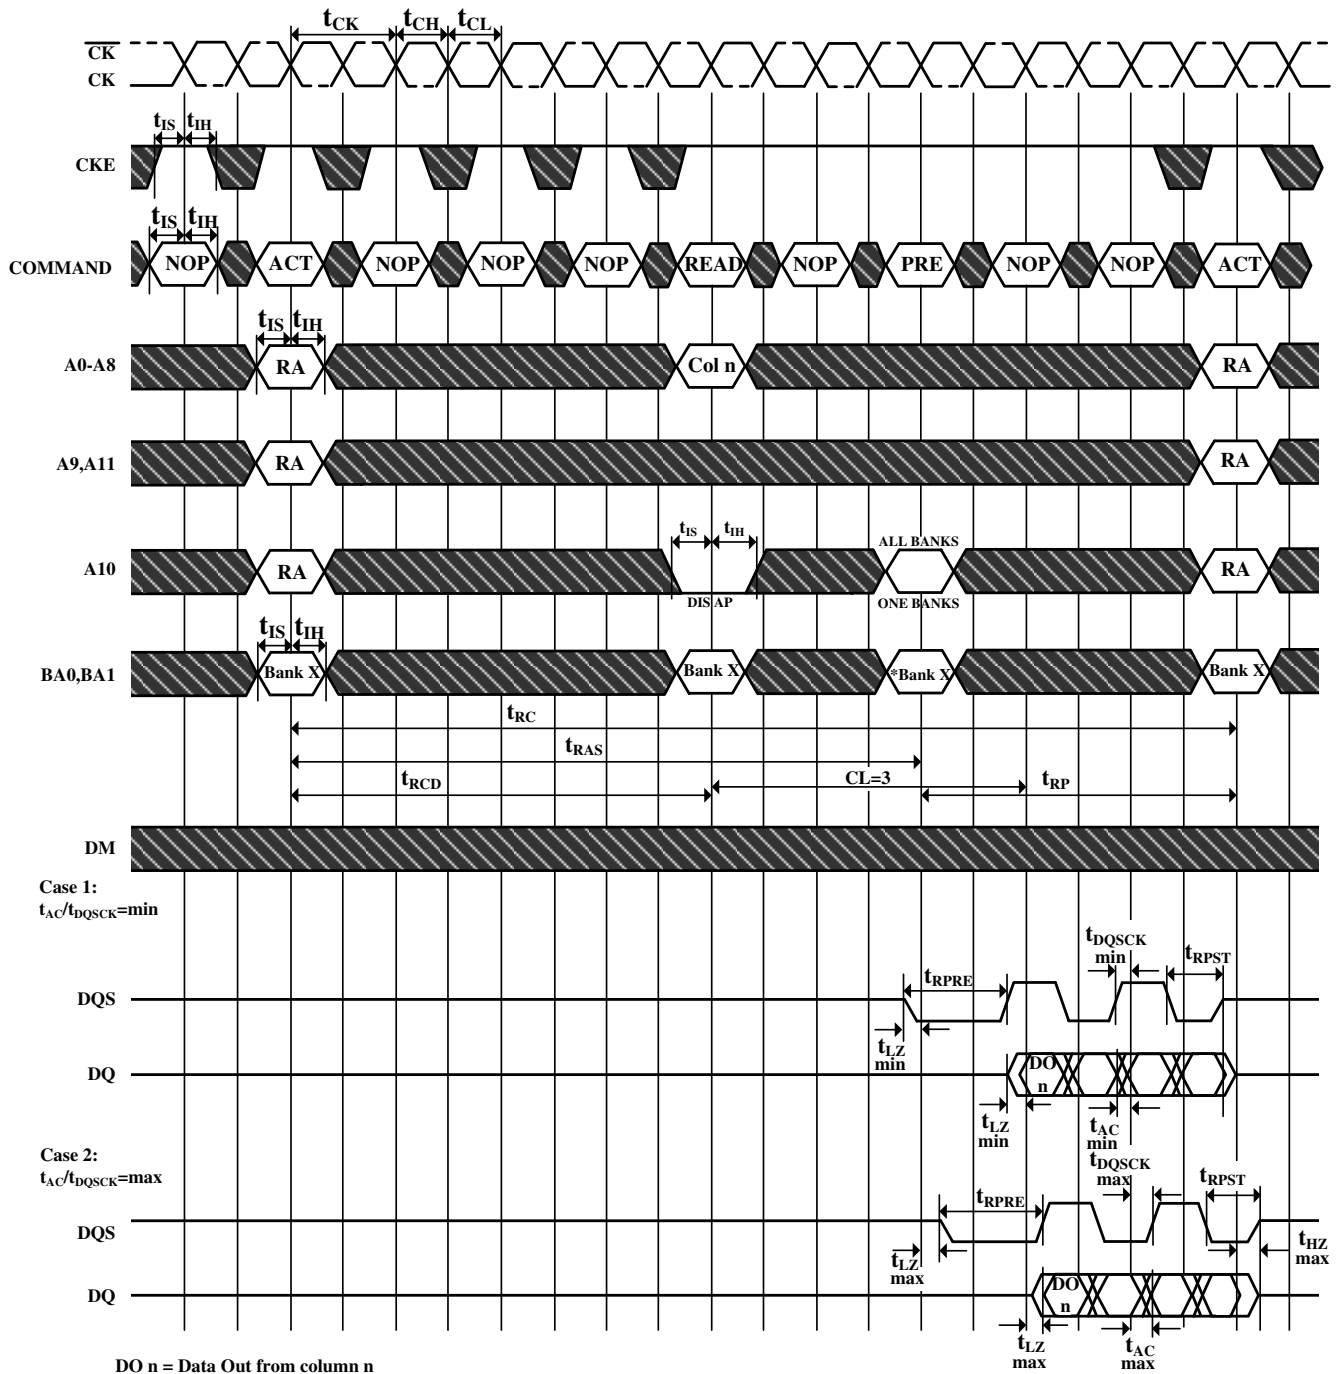 tCK tCH tCL
CK
CK
tIS tIH
CKE
tIS tIH
COMMAND NOP ACT NOP NOP NOP READ NOP PRE NOP NOP ACT
tIS tIH
A0-A8 RA Col n RA
A9,A11 RA RA
tIS tIH
ALL BANKS
A10 RA RA
DIS AP ONE BANKS
tIS tIH
BA0,BA1 Bank X Bank X *Bank X Bank X
tRC
tRAS
tRCD CL=3 tRP
DM
Case 1:
tAC/tDQSCK=min
tDQSCK
min tRPST
tRPRE
DQS
tLZ
min
DQ DO
n
tLZ
min
tAC
min
Case 2:
tAC/tDQSCK=max
tDQSCK
max tRPST
tRPRE
DQS
tLZ
max
tHZ
max
DQ DO
n
tLZ
max
tAC
max
DO n = Data Out from column n